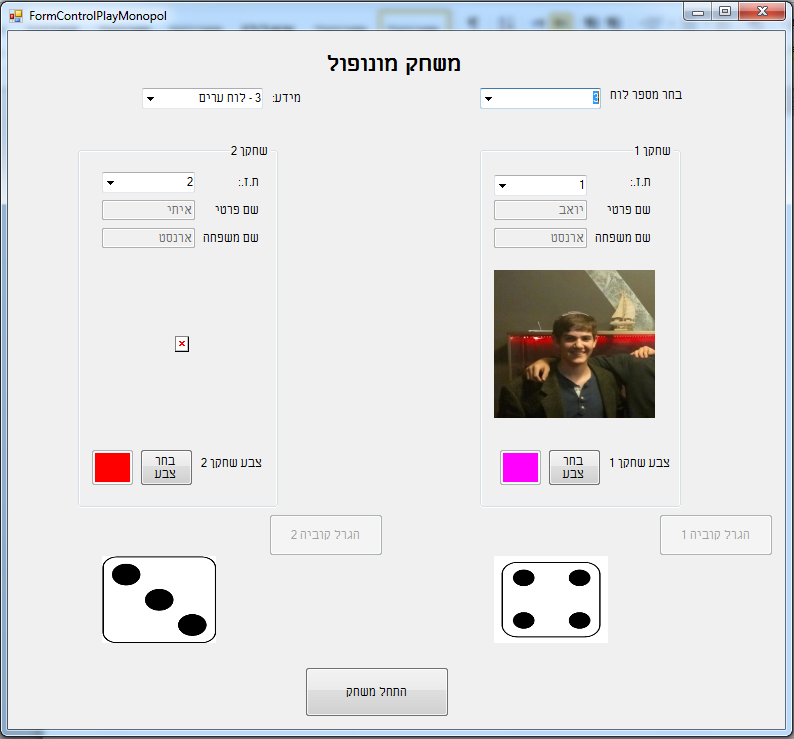 FormControlPlayMonopol
משחק מונופול
בחר מספר לוח
3
מידע:
3 - לוח ערים
שחקן 1
ת.ז.:
1
שם פרטי
יואב
שם משפחה
ארנסט
צבע שחקן 1
בחר
צבע
שחקן 2
ת.ז.:
2
שם פרטי
איתי
שם משפחה
ארנסט
צבע שחקן 2
בחר
צבע
הגרל קוביה 1
הגרל קוביה 2
התחל משחק